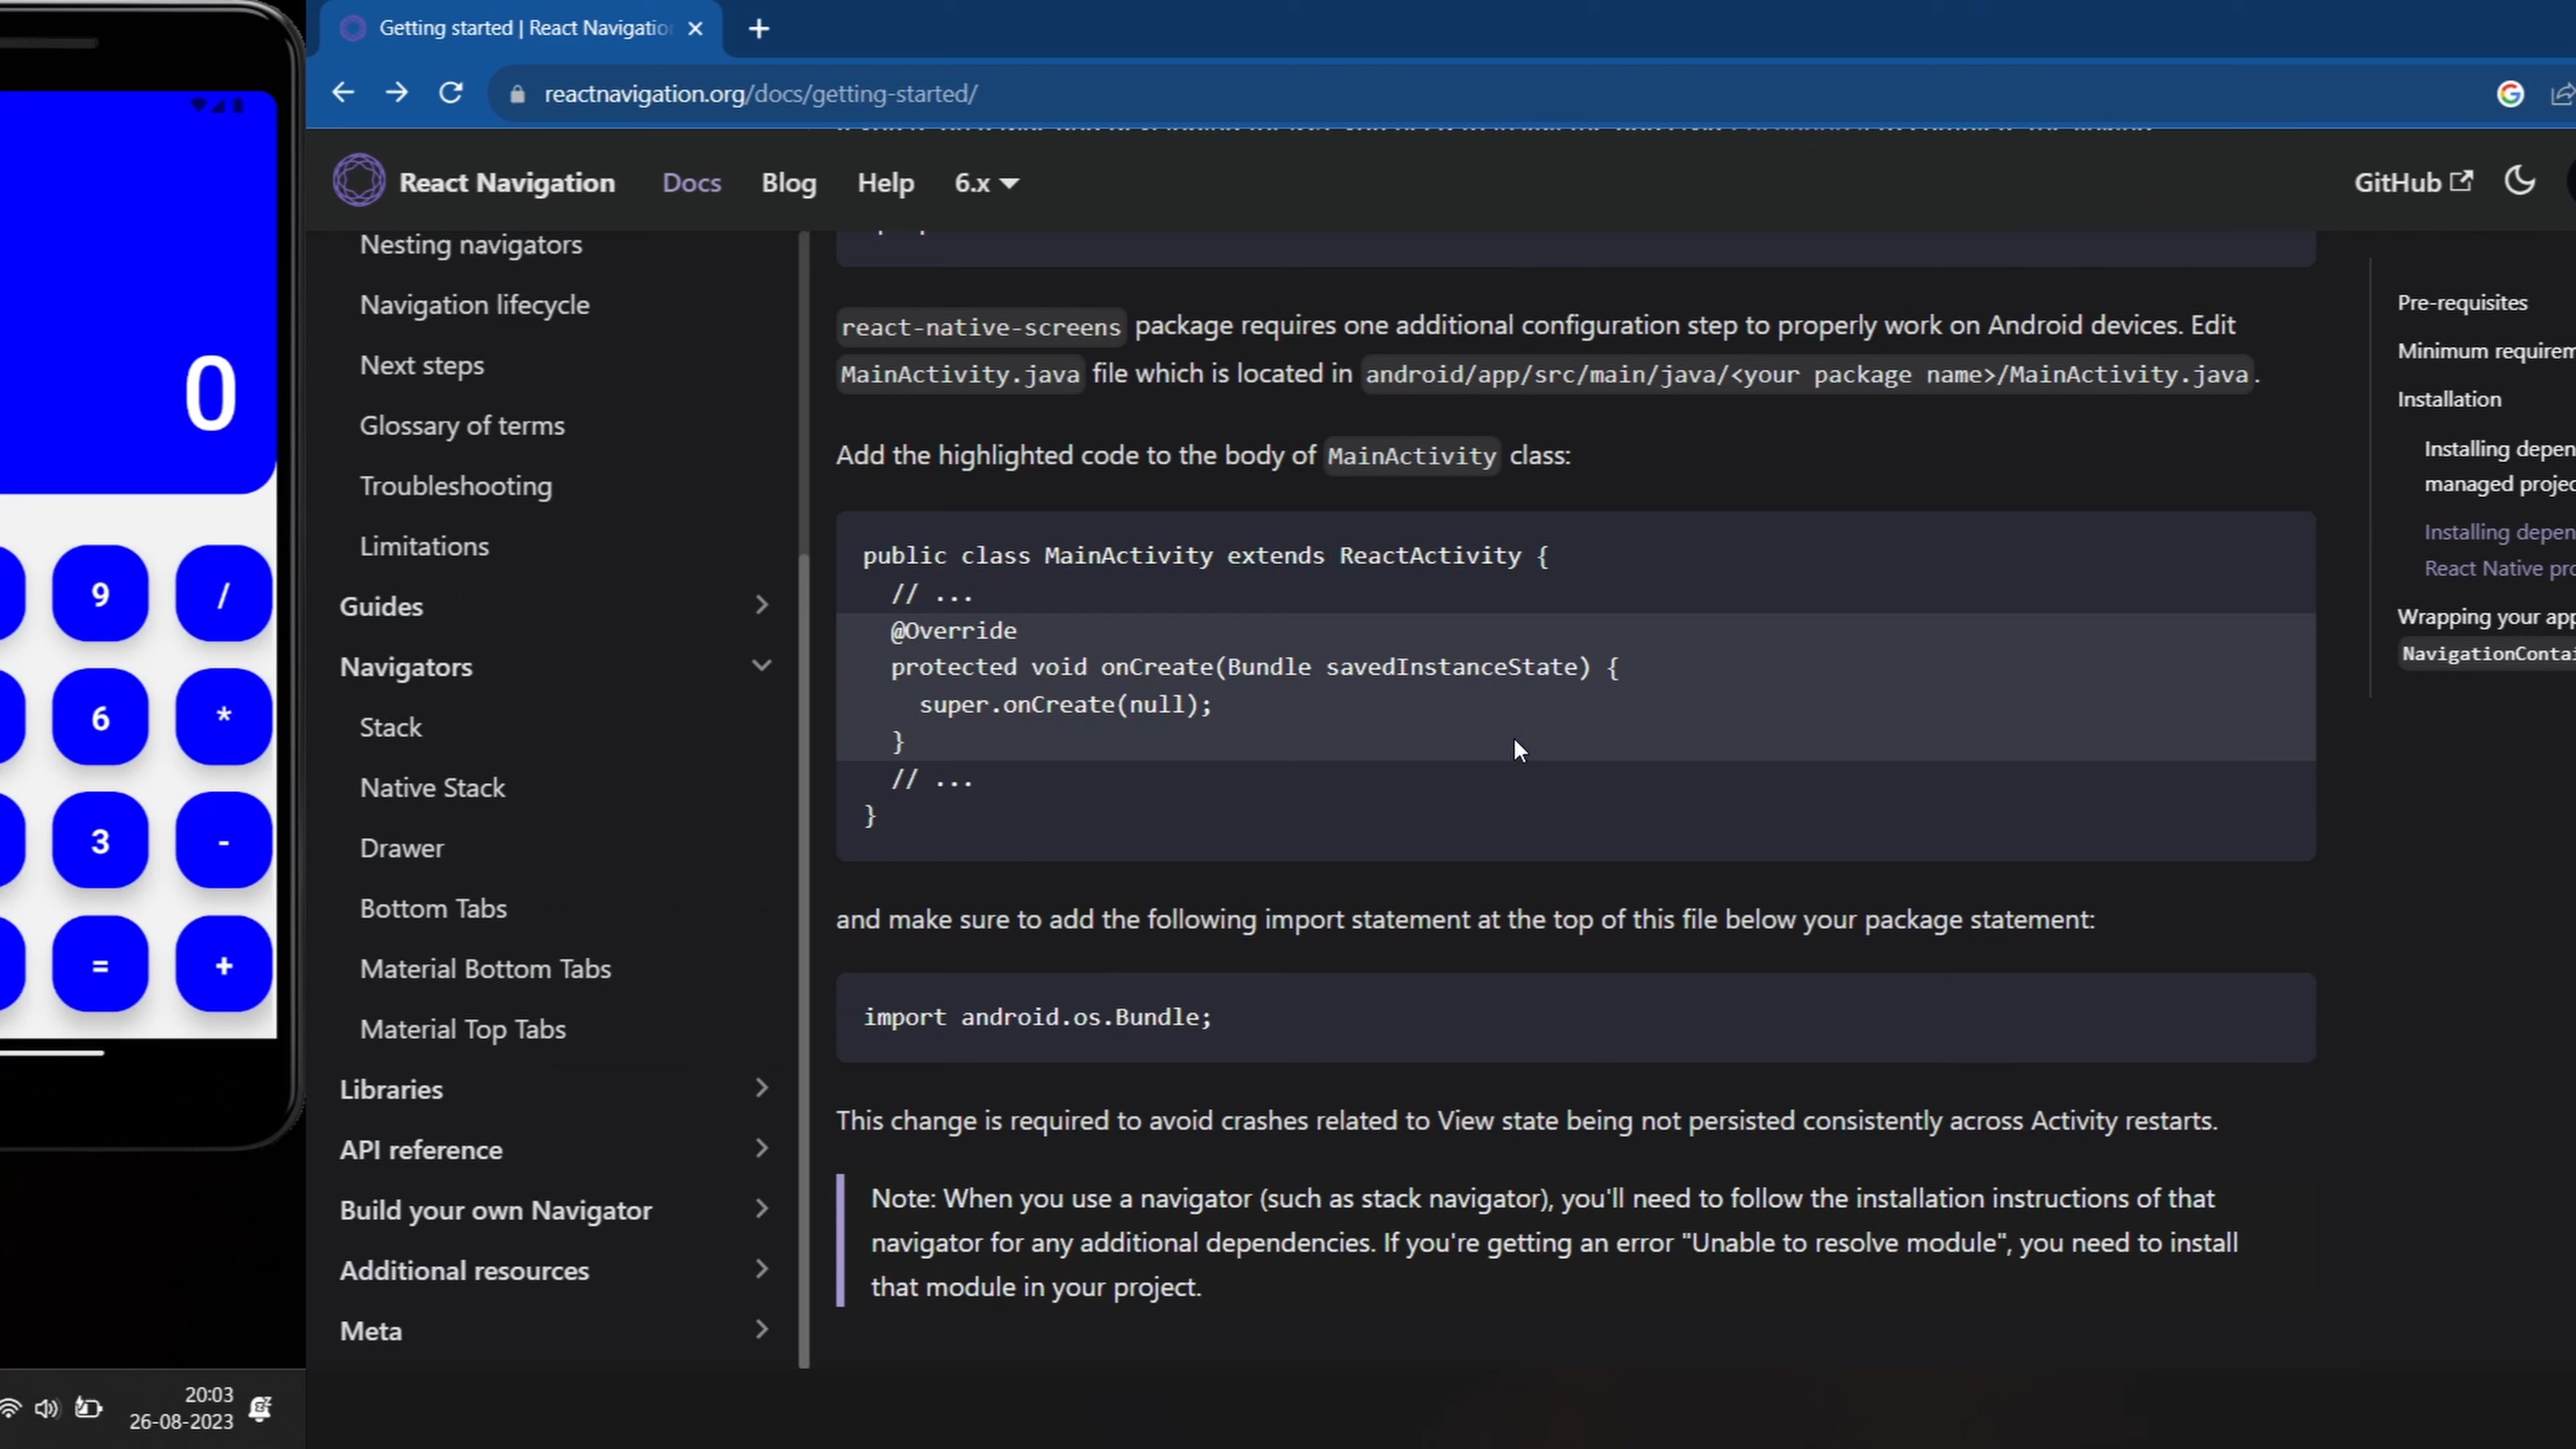 Getting started | React Navigation
reactnavigation.org/docs/getting-started/
React Navigation
Docs
Blog
Help
6.x
GitHub
0
9
/
6
*
3
-
=
+
Nesting navigators
Navigation lifecycle
Next steps
Glossary of terms
Troubleshooting
Limitations
Guides
Navigators
Stack
Native Stack
Drawer
Bottom Tabs
Material Bottom Tabs
Material Top Tabs
Libraries
API reference
Build your own Navigator
Additional resources
Meta
react-native-screens package requires one additional configuration step to properly work on Android devices. Edit
MainActivity.java file which is located in android/app/src/main/java/<your package name>/MainActivity.java.
Add the highlighted code to the body of MainActivity class:
public class MainActivity extends ReactActivity {
// ...
@Override
protected void onCreate(Bundle savedInstanceState) {
super.onCreate(null);
}
// ...
}
and make sure to add the following import statement at the top of this file below your package statement:
import android.os.Bundle;
This change is required to avoid crashes related to View state being not persisted consistently across Activity restarts.
Note: When you use a navigator (such as stack navigator), you'll need to follow the installation instructions of that
navigator for any additional dependencies. If you're getting an error "Unable to resolve module", you need to install
that module in your project.
Pre-requisites
Minimum requirem
Installation
Installing depen
managed projec
Installing depen
React Native pro
Wrapping your app
NavigationContai
20:03
26-08-2023